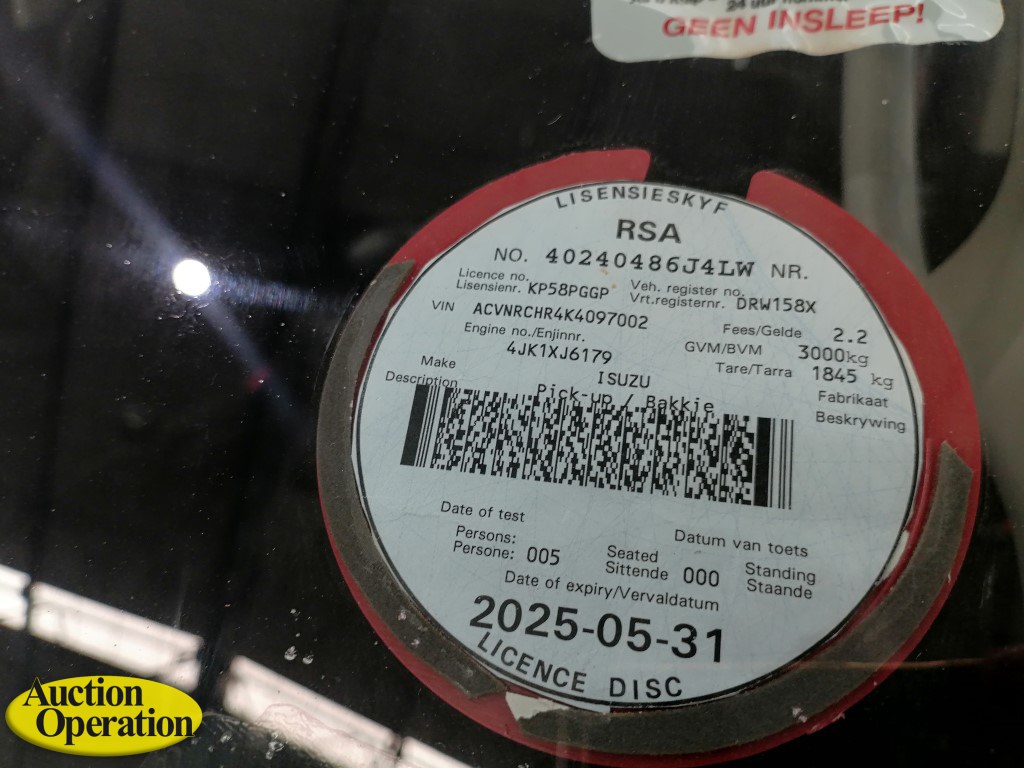 24 uur
GEEN INSLEEP!
LISENSIESKYF
RSA
NO. 40240486J4LW NR.
Licence no. Veh. register no.
Lisensienr. KP58PGGP Vrt.registernr. DRW158X
VIN ACVNRCHR4K4097002 Fees/Gelde 2.2
Engine no./Enjinnr. GVM/BVM 3000kg
4JK1XJ6179 Tare/Tarra 1845 kg
Make ISUZU Fabrikaat
Description Pick-up / Bakkie Beskrywing
Date of test Datum van toets
Persons: Seated Standing
Persone: 005 Sittende 000 Staande
Date of expiry/Vervaldatum
2025-05-31
LICENCE DISC
Auction
Operation